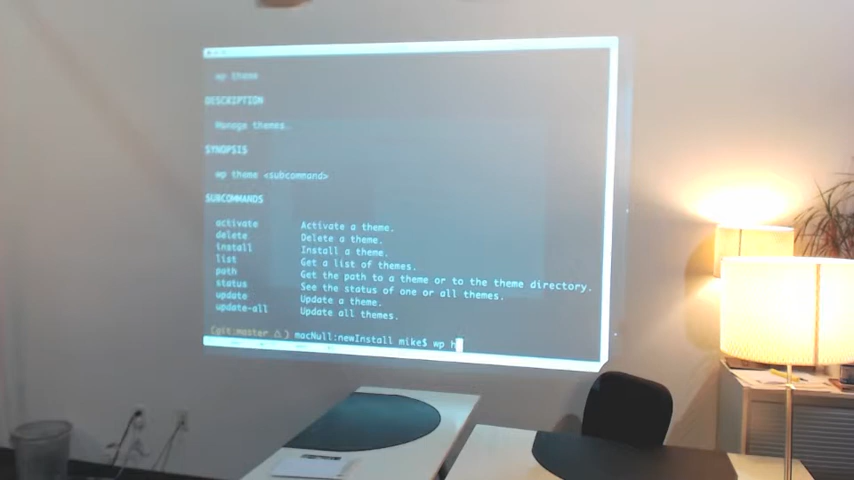 wp theme
DESCRIPTION
Manage themes.
SYNOPSIS
wp theme <subcommand>
SUBCOMMANDS
activate Activate a theme.
delete Delete a theme.
install Install a theme.
list Get a list of themes.
path Get the path to a theme or to the theme directory.
status See the status of one or all themes.
update Update a theme.
update-all Update all themes.
(git:master △) macNull:newInstall mike$ wp h